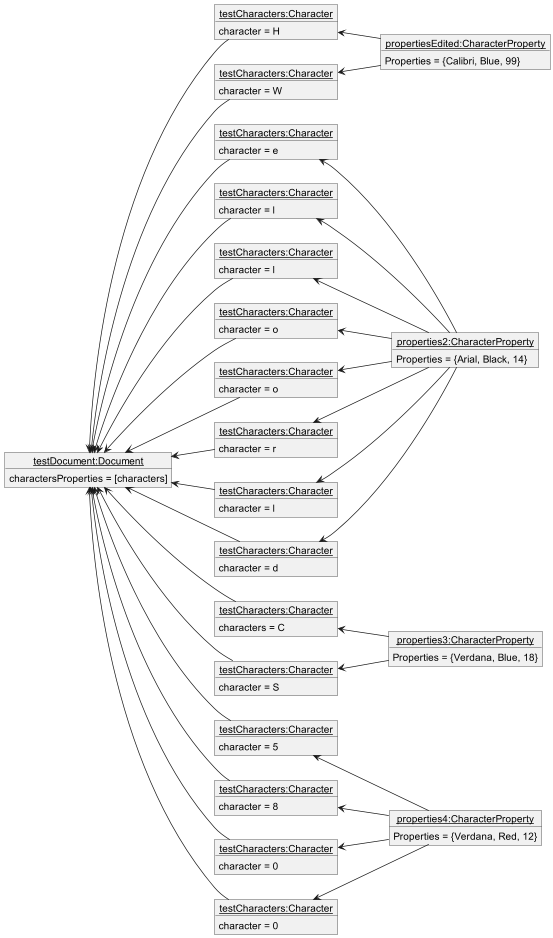 testCharacters:Character
character = H
propertiesEdited:CharacterProperty
Properties = {Calibri, Blue, 99}
testCharacters:Character
character = W
testCharacters:Character
character = e
testCharacters:Character
character = l
testCharacters:Character
character = l
testCharacters:Character
character = o
properties2:CharacterProperty
Properties = {Arial, Black, 14}
testCharacters:Character
character = o
testCharacters:Character
character = r
testDocument:Document
charactersProperties = [characters]
testCharacters:Character
character = l
testCharacters:Character
character = d
testCharacters:Character
characters = C
properties3:CharacterProperty
Properties = {Verdana, Blue, 18}
testCharacters:Character
character = S
testCharacters:Character
character = 5
testCharacters:Character
character = 8
properties4:CharacterProperty
Properties = {Verdana, Red, 12}
testCharacters:Character
character = 0
testCharacters:Character
character = 0